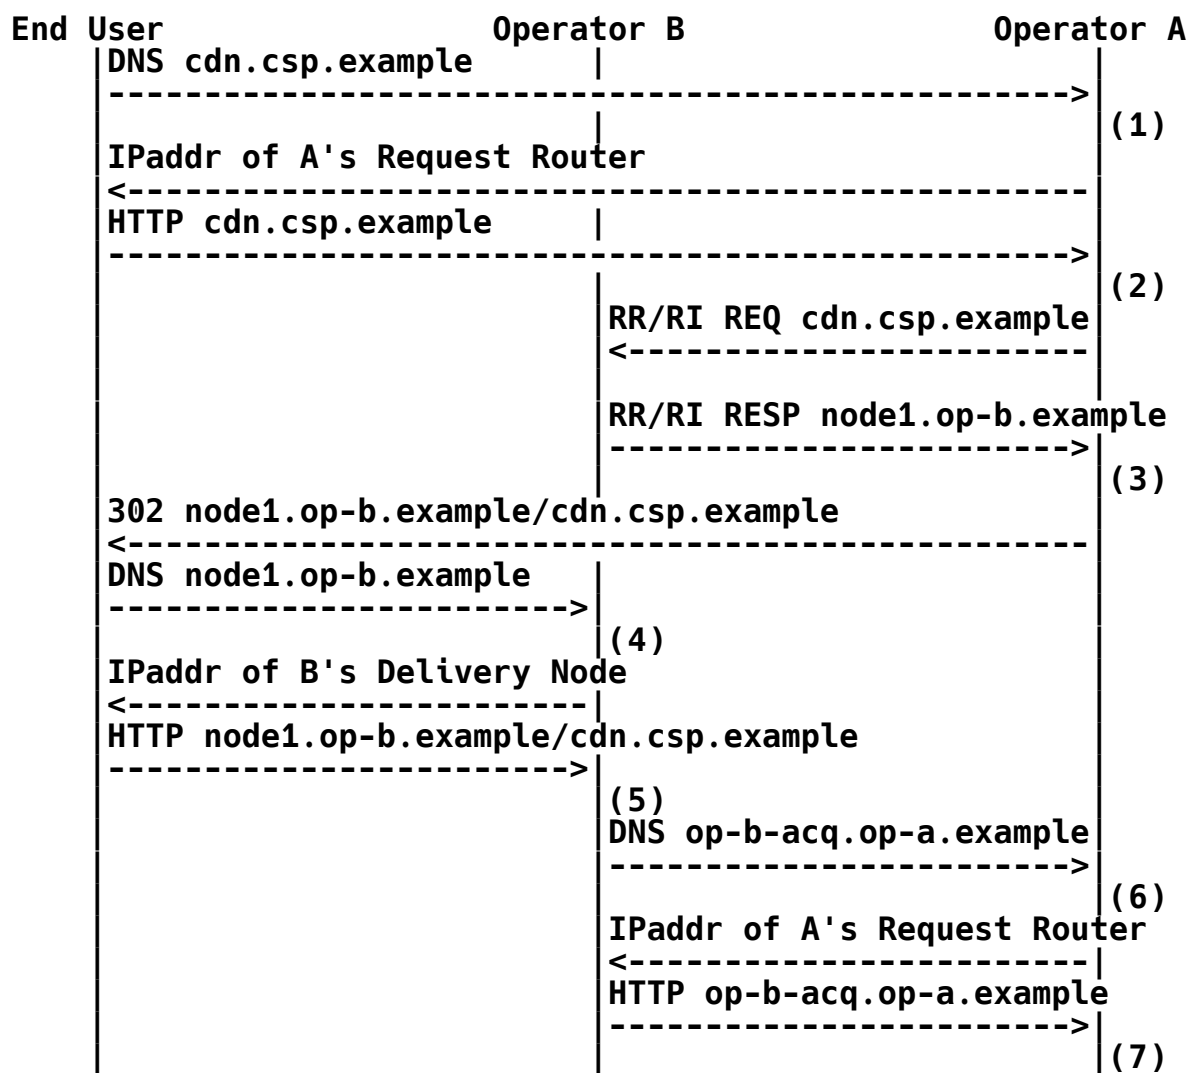 End User Operator B Operator A
DNS cdn.csp.example
(1)
IPaddr of A's Request Router
HTTP cdn.csp.example
(2)
RR/RI REQ cdn.csp.example
RR/RI RESP node1.op-b.example
(3)
302 node1.op-b.example/cdn.csp.example
DNS node1.op-b.example
(4)
IPaddr of B's Delivery Node
HTTP node1.op-b.example/cdn.csp.example
(5)
DNS op-b-acq.op-a.example
(6)
IPaddr of A's Request Router
HTTP op-b-acq.op-a.example
(7)